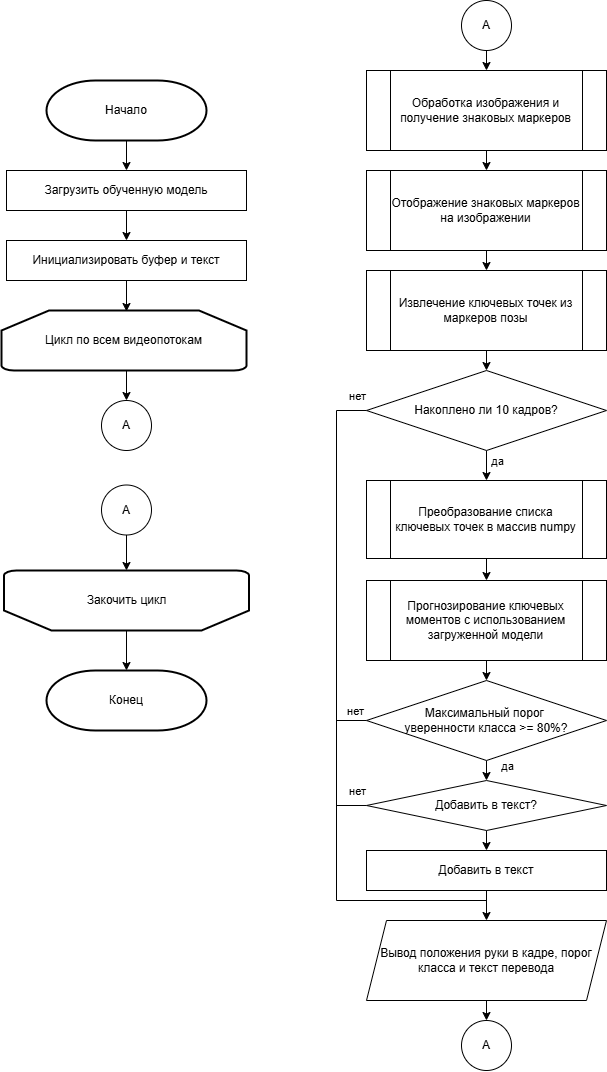 Начало
Загрузить обученную модель
Инициализировать буфер и текст
Цикл по всем видеопотокам
А
А
Закочить цикл
Конец
А
Обработка изображения и
получение знаковых маркеров
Отображение знаковых маркеров
на изображении
Извлечение ключевых точек из
маркеров позы
нет
Накоплено ли 10 кадров?
да
Преобразование списка
ключевых точек в массив numpy
Прогнозирование ключевых
моментов с использованием
загруженной модели
нет
Максимальный порог
уверенности класса >= 80%?
да
нет
Добавить в текст?
Добавить в текст
Вывод положения руки в кадре, порог
класса и текст перевода
А